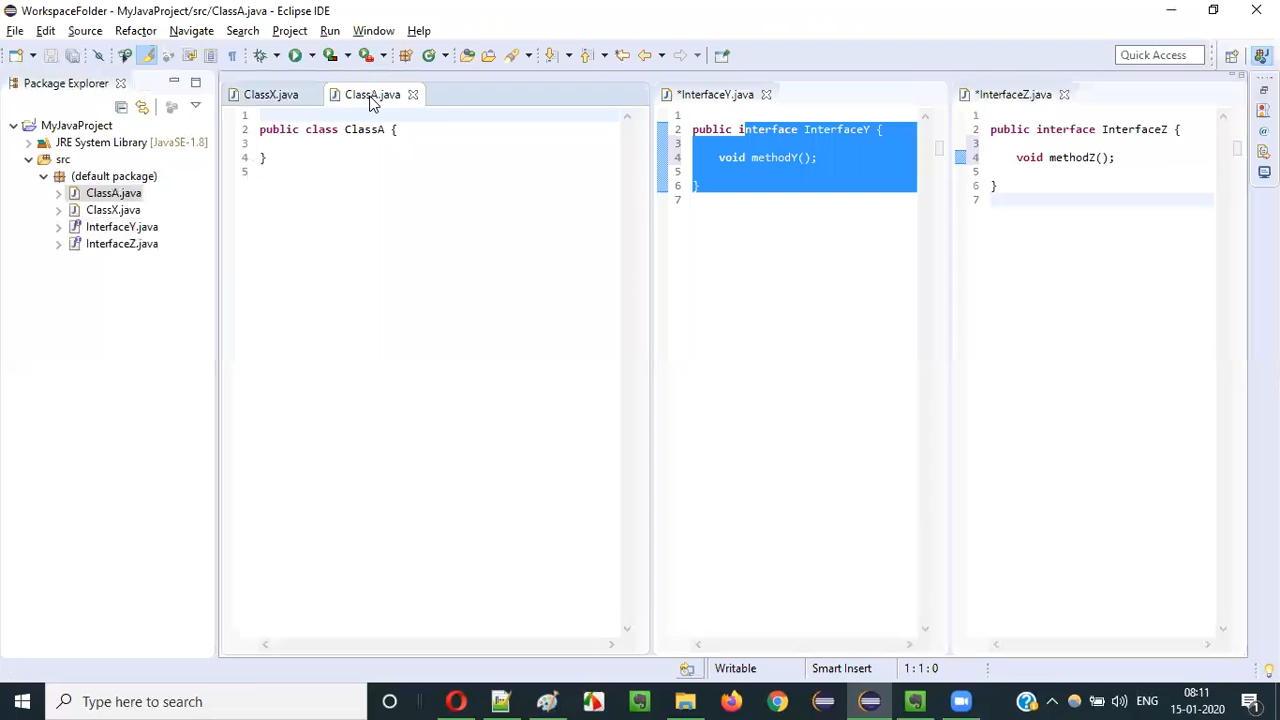 WorkspaceFolder - MyJavaProject/src/ClassA.java - Eclipse IDE
File Edit Source Refactor Navigate Search Project Run Window Help
Quick Access
Package Explorer
MyJavaProject
JRE System Library [JavaSE-1.8]
src
(default package)
ClassA.java
ClassX.java
InterfaceY.java
InterfaceZ.java
ClassX.java ClassA.java
1
2 public class ClassA {
3
4 }
5
*InterfaceY.java
1
2 public interface InterfaceY {
3
4 void methodY();
5
6 }
7
*InterfaceZ.java
1
2 public interface InterfaceZ {
3
4 void methodZ();
5
6 }
7
Writable Smart Insert 1:1:0
Type here to search
ENG
08:11
15-01-2020
1